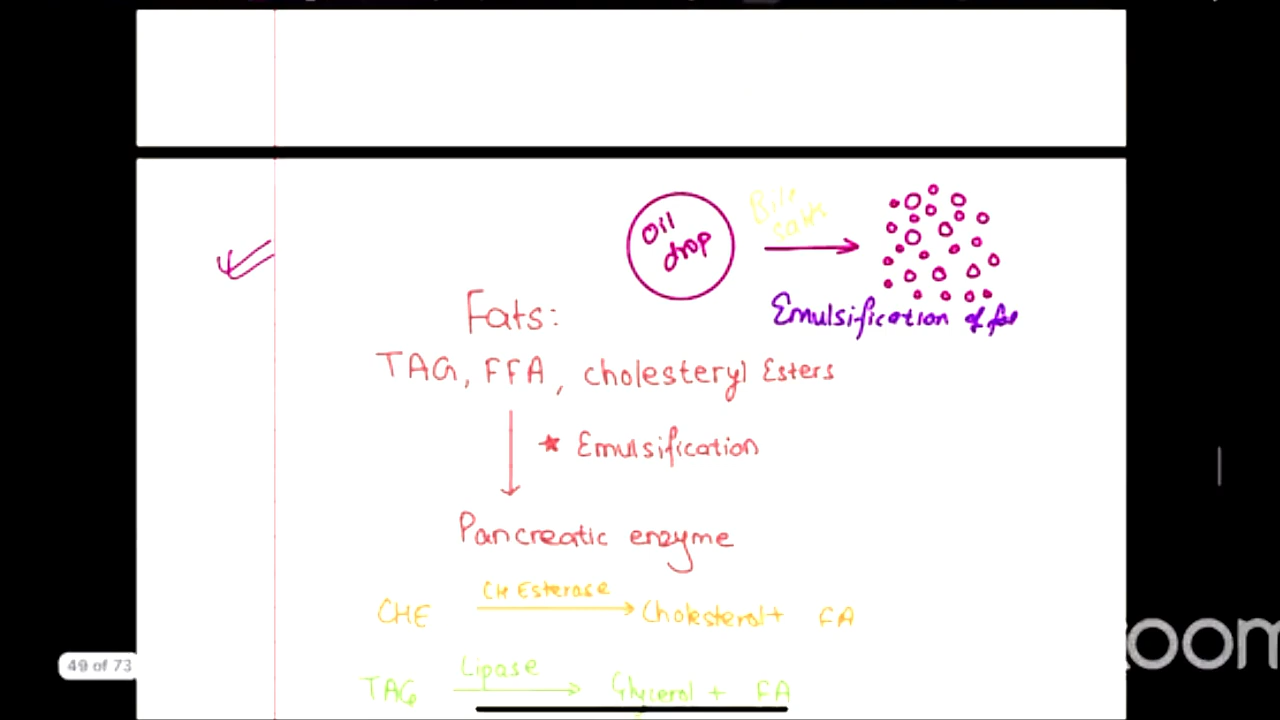 Oil
drop
Bile
salts
Emulsification of fat
Fats:
TAG, FFA, cholesteryl Esters
★ Emulsification
Pancreatic enzyme
CH Esterase
CHE → Cholesterol + FA
Lipase
TAG → Glycerol + FA
49 of 73
oom